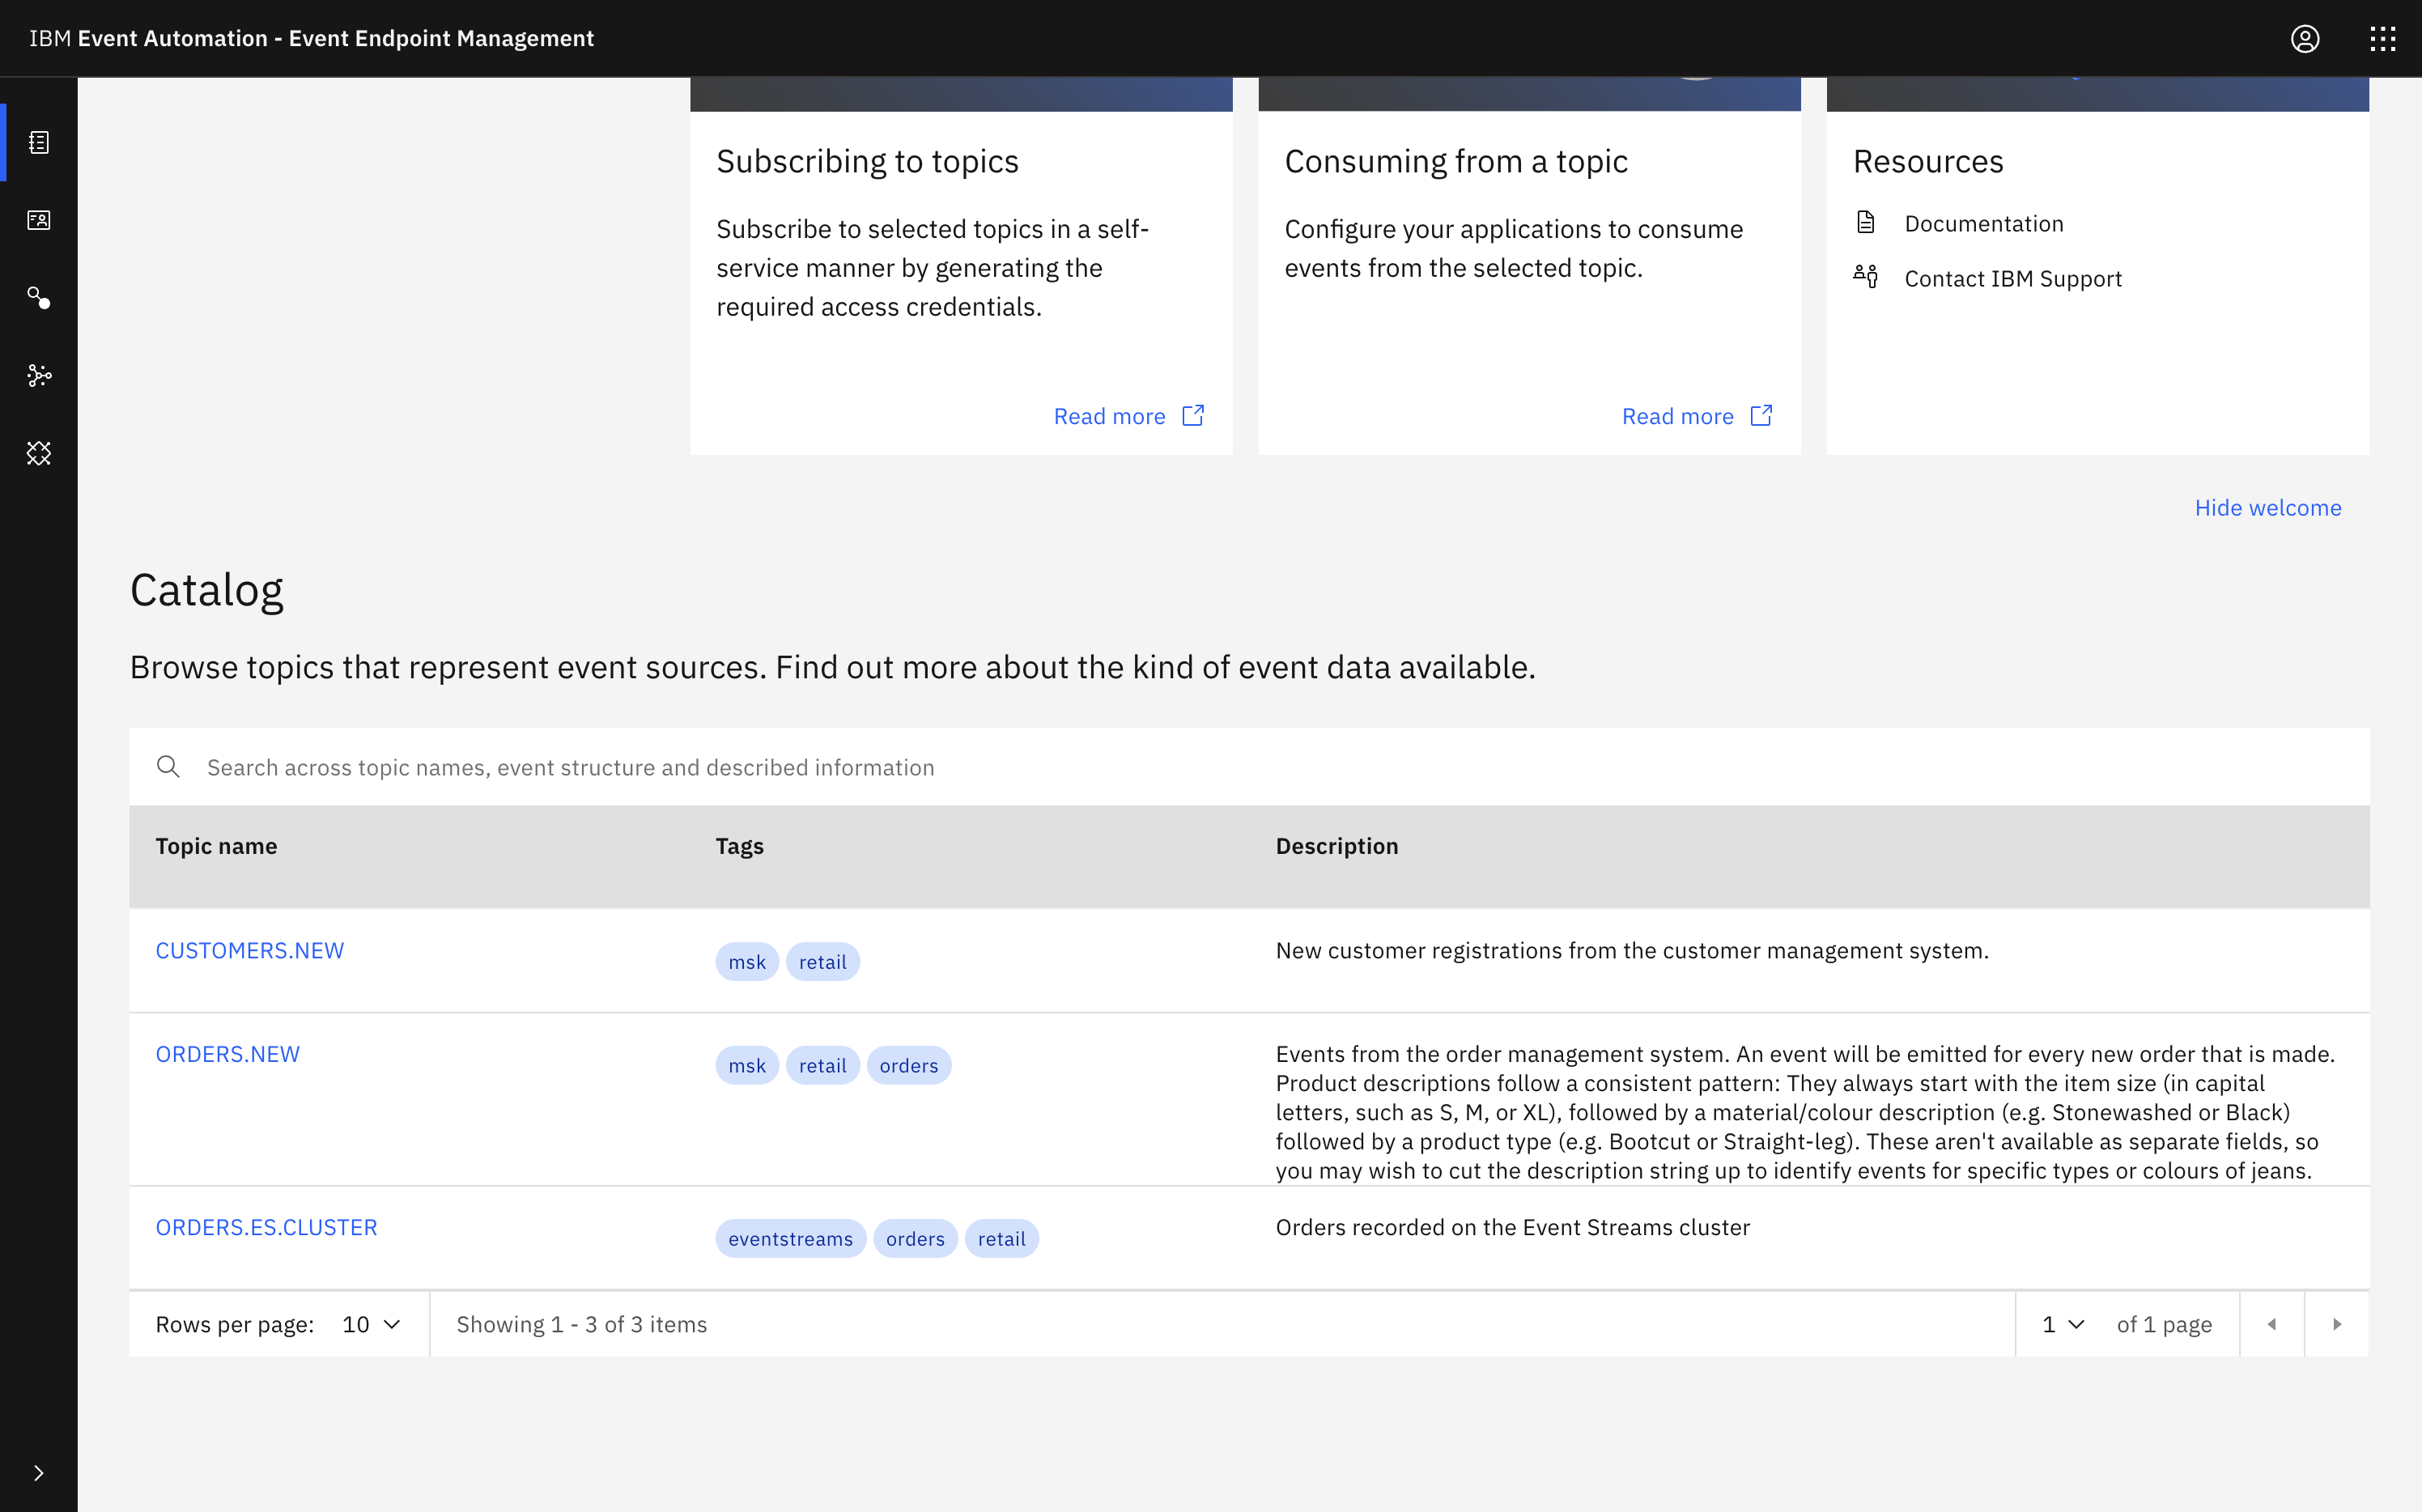 IBM Event Automation - Event Endpoint Management
Subscribing to topics
Subscribe to selected topics in a self-
service manner by generating the
required access credentials.
Read more
Consuming from a topic
Configure your applications to consume
events from the selected topic.
Read more
Resources
Documentation
Contact IBM Support
Hide welcome
Catalog
Browse topics that represent event sources. Find out more about the kind of event data available.
Search across topic names, event structure and described information
Topic name Tags Description
CUSTOMERS.NEW msk retail New customer registrations from the customer management system.
ORDERS.NEW msk retail orders Events from the order management system. An event will be emitted for every new order that is made.
Product descriptions follow a consistent pattern: They always start with the item size (in capital
letters, such as S, M, or XL), followed by a material/colour description (e.g. Stonewashed or Black)
followed by a product type (e.g. Bootcut or Straight-leg). These aren't available as separate fields, so
you may wish to cut the description string up to identify events for specific types or colours of jeans.
ORDERS.ES.CLUSTER eventstreams orders retail Orders recorded on the Event Streams cluster
Rows per page: 10 Showing 1 - 3 of 3 items 1 of 1 page